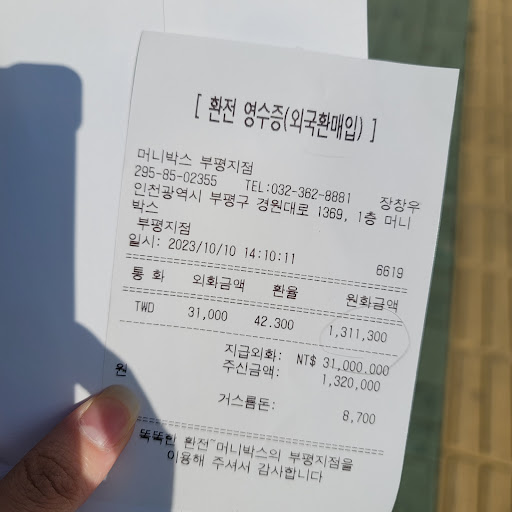 [ 환전 영수증(외국환매입) ]
머니박스 부평지점
295-85-02355 TEL:032-362-8881 장창우
인천광역시 부평구 경원대로 1369, 1층 머니
박스
부평지점
일시: 2023/10/10 14:10:11 6619
통 화 외화금액 환율 원화금액
TWD 31,000 42.300 1,311,300
지급외화: NT$ 31,000.000
주신금액: 1,320,000
원
거스름돈: 8,700
똑똑한 환전~머니박스의 부평지점을
이용해 주셔서 감사합니다